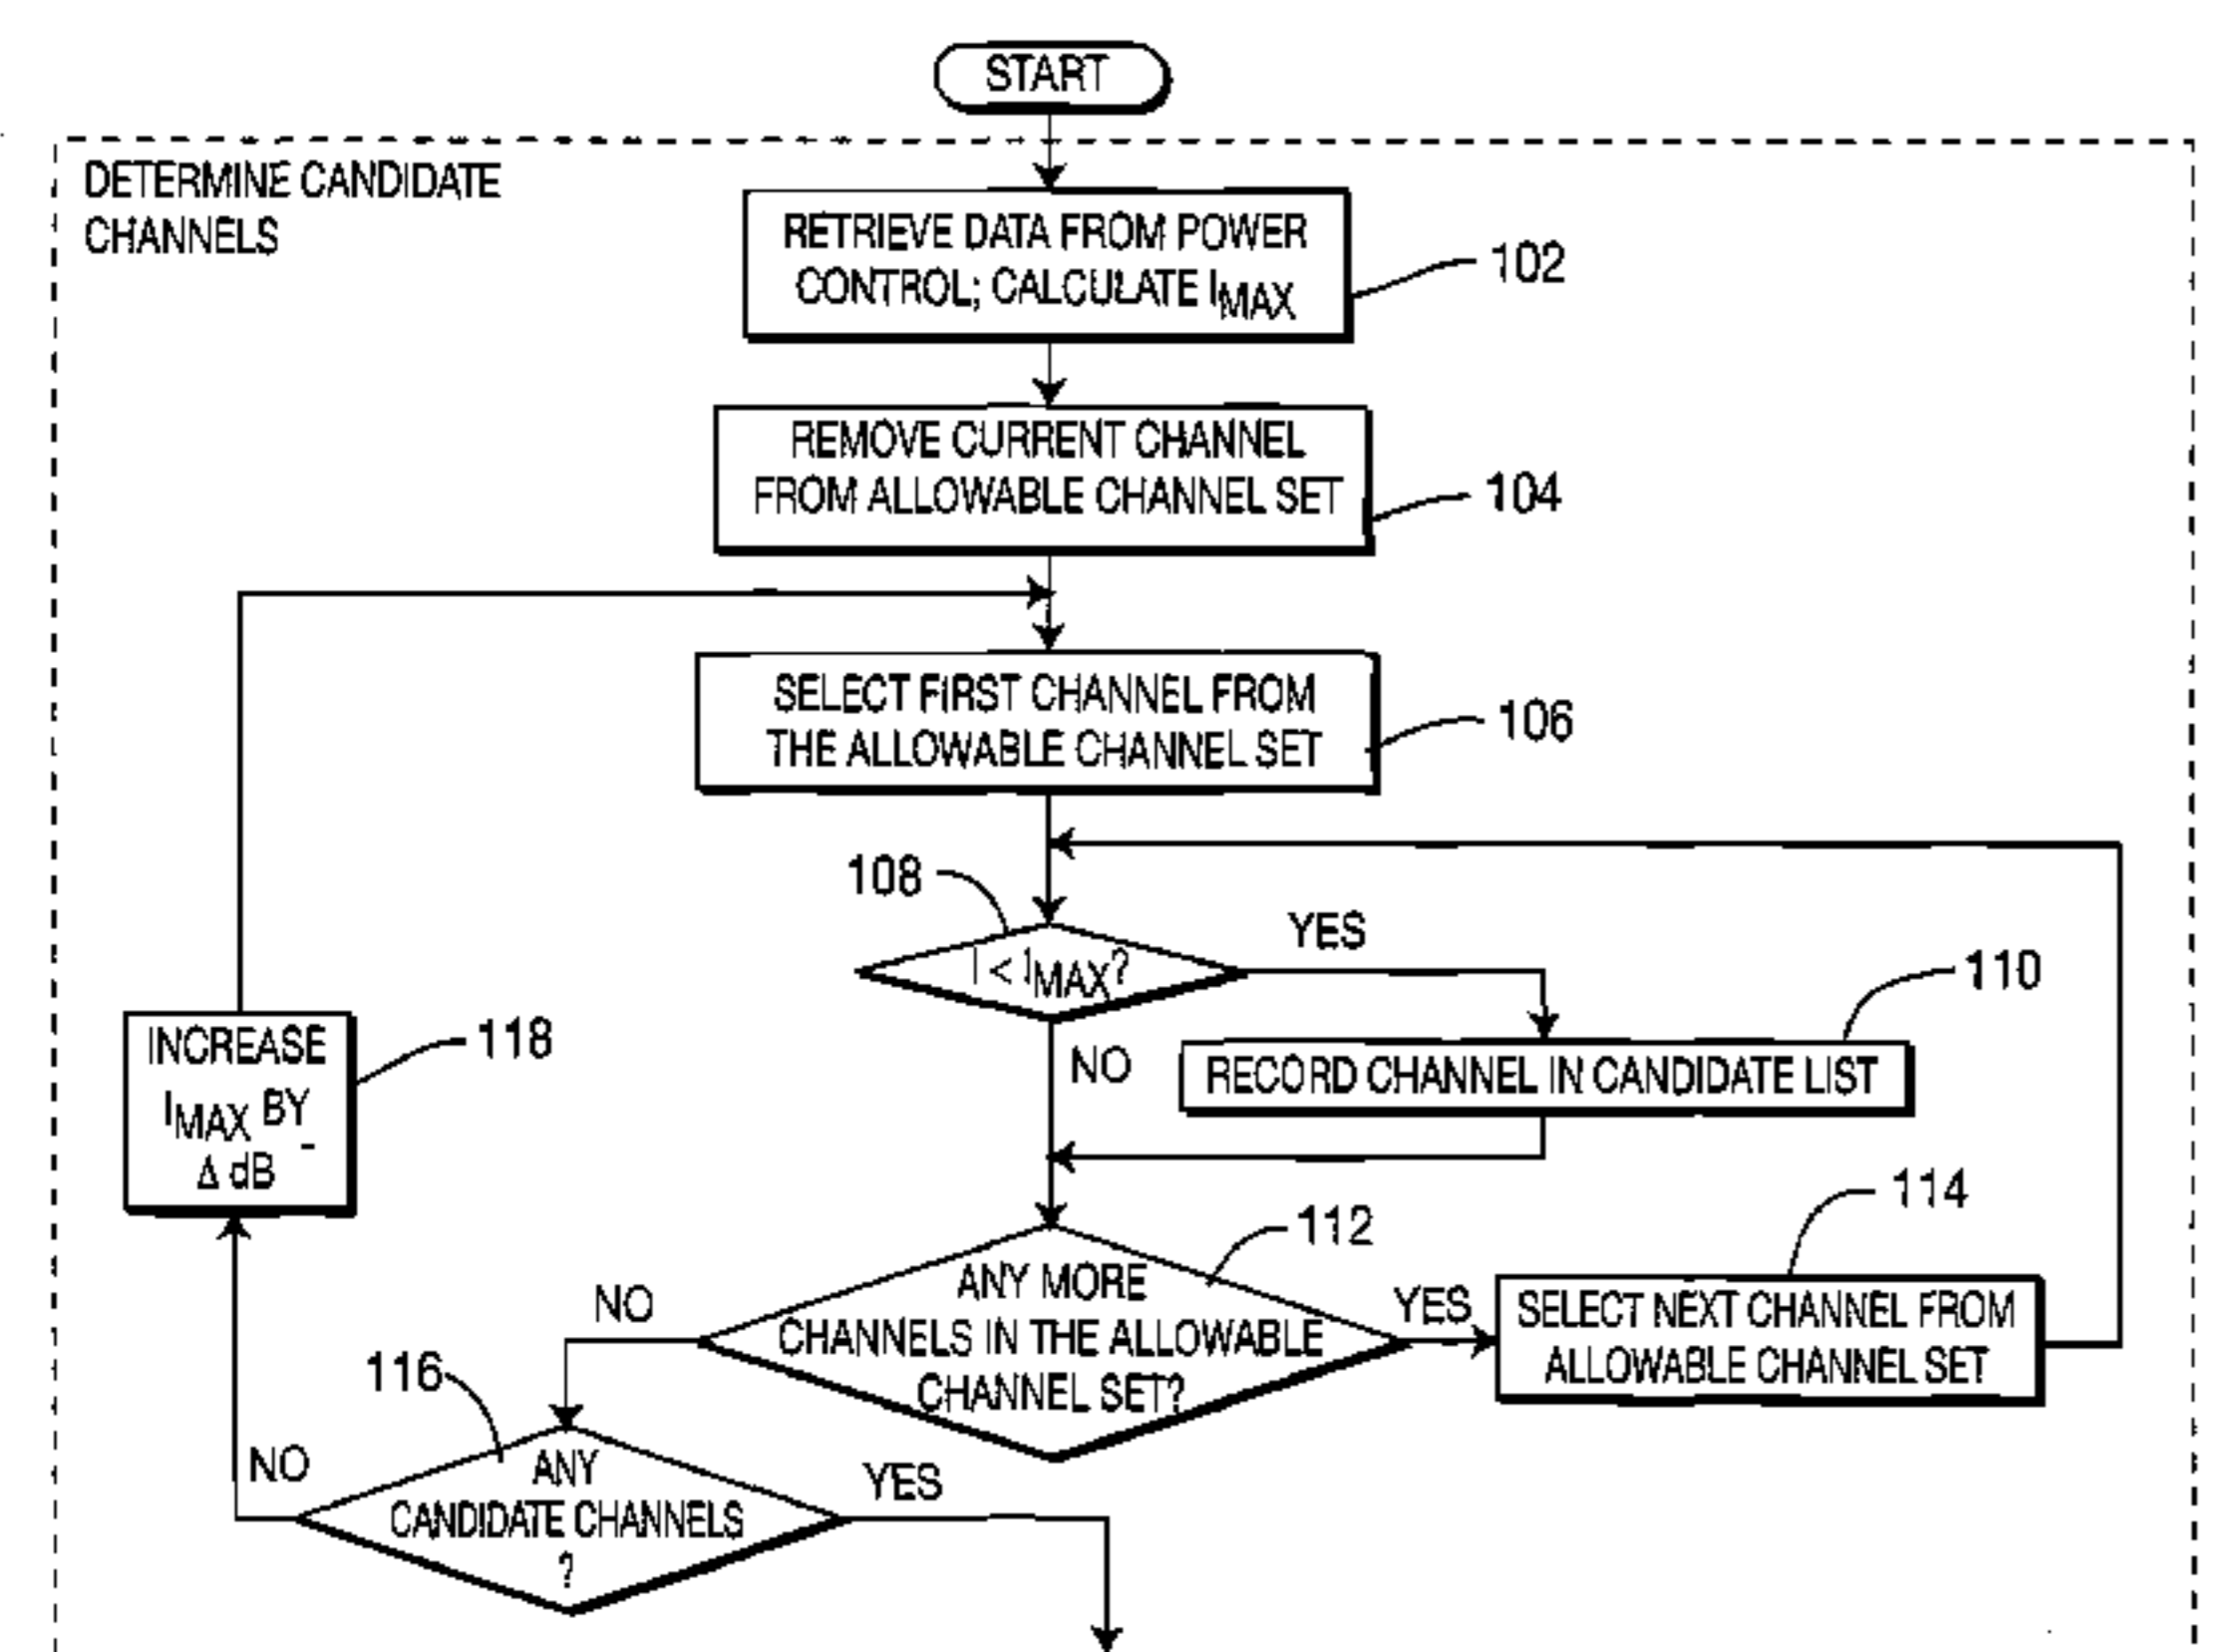 START
DETERMINE CANDIDATE
CHANNELS
RETRIEVE DATA FROM POWER
CONTROL; CALCULATE IMAX
102
REMOVE CURRENT CHANNEL
FROM ALLOWABLE CHANNEL SET
104
SELECT FIRST CHANNEL FROM
THE ALLOWABLE CHANNEL SET
106
108
I < IMAX?
YES
NO
110
RECORD CHANNEL IN CANDIDATE LIST
INCREASE
IMAX BY
Δ dB
118
112
ANY MORE
CHANNELS IN THE ALLOWABLE
CHANNEL SET?
NO
YES
114
SELECT NEXT CHANNEL FROM
ALLOWABLE CHANNEL SET
116
ANY
CANDIDATE CHANNELS
?
NO
YES